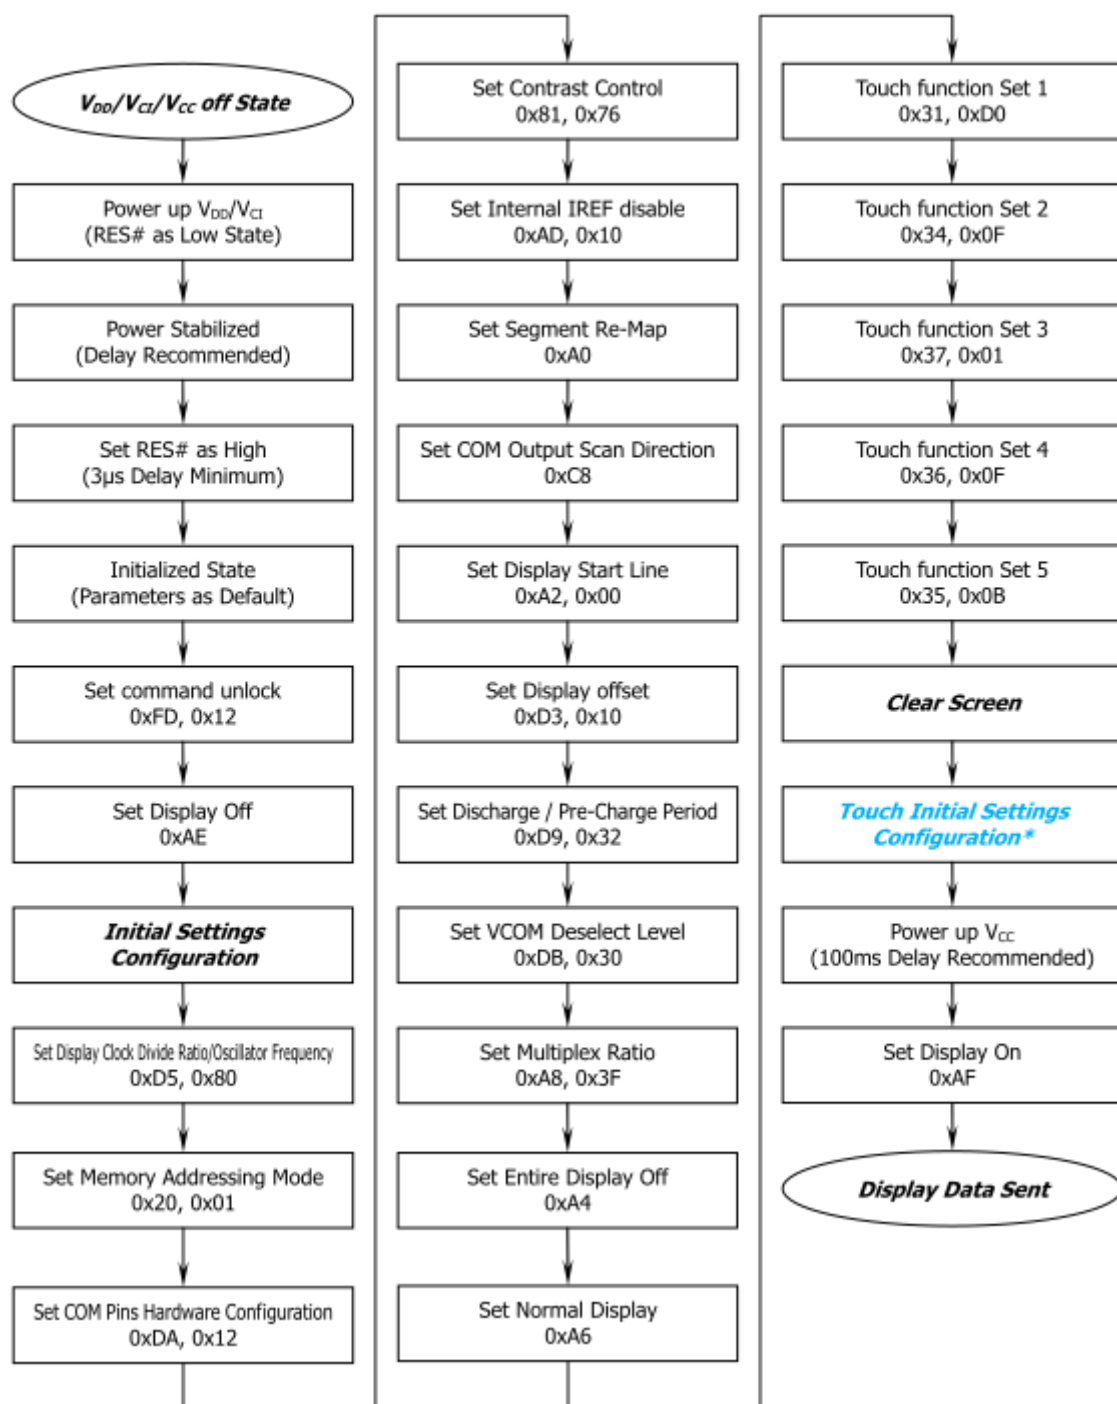 V_DD/V_CI/V_CC off State
Power up V_DD/V_CI
(RES# as Low State)
Power Stabilized
(Delay Recommended)
Set RES# as High
(3µs Delay Minimum)
Initialized State
(Parameters as Default)
Set command unlock
0xFD, 0x12
Set Display Off
0xAE
Initial Settings
Configuration
Set Display Clock Divide Ratio/Oscillator Frequency
0xD5, 0x80
Set Memory Addressing Mode
0x20, 0x01
Set COM Pins Hardware Configuration
0xDA, 0x12
Set Contrast Control
0x81, 0x76
Set Internal IREF disable
0xAD, 0x10
Set Segment Re-Map
0xA0
Set COM Output Scan Direction
0xC8
Set Display Start Line
0xA2, 0x00
Set Display offset
0xD3, 0x10
Set Discharge / Pre-Charge Period
0xD9, 0x32
Set VCOM Deselect Level
0xDB, 0x30
Set Multiplex Ratio
0xA8, 0x3F
Set Entire Display Off
0xA4
Set Normal Display
0xA6
Touch function Set 1
0x31, 0xD0
Touch function Set 2
0x34, 0x0F
Touch function Set 3
0x37, 0x01
Touch function Set 4
0x36, 0x0F
Touch function Set 5
0x35, 0x0B
Clear Screen
Touch Initial Settings
Configuration*
Power up V_CC
(100ms Delay Recommended)
Set Display On
0xAF
Display Data Sent